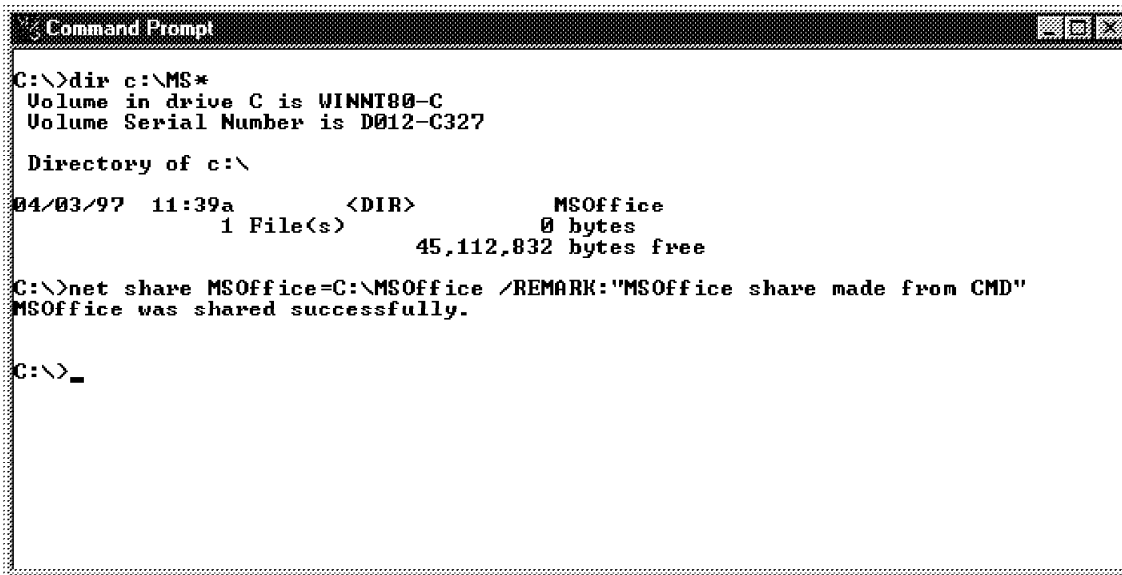 Command Prompt
C:\>dir c:\MS*
 Volume in drive C is WINNT80-C
 Volume Serial Number is D012-C327
 Directory of c:\
04/03/97  11:39a        <DIR>          MSOffice
               1 File(s)              0 bytes
                             45,112,832 bytes free
C:\>net share MSOffice=C:\MSOffice /REMARK:"MSOffice share made from CMD"
MSOffice was shared successfully.
C:\>_